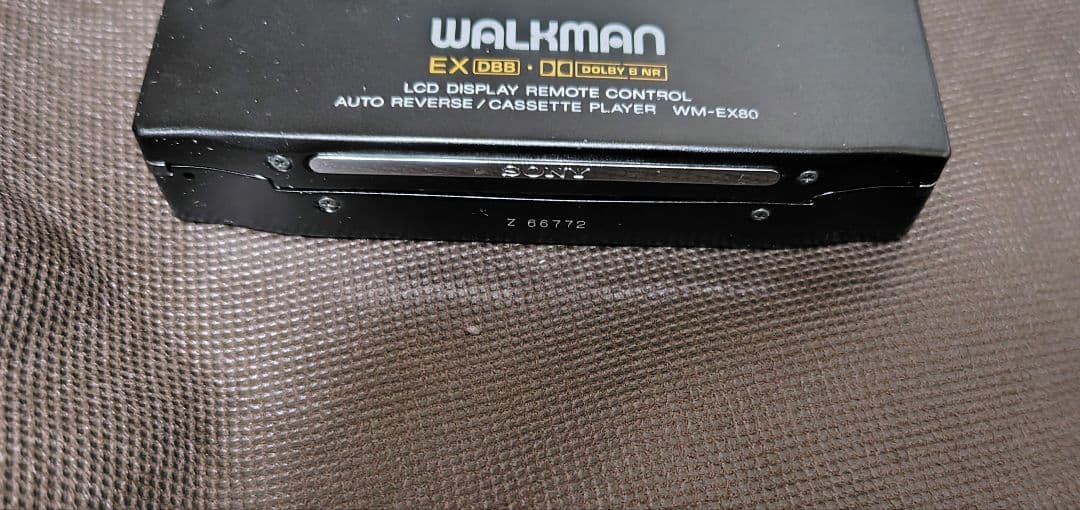 WALKMAN
EX DBB · DOLBY B NR
LCD DISPLAY REMOTE CONTROL
AUTO REVERSE / CASSETTE PLAYER WM-EX80
SONY
Z 66772